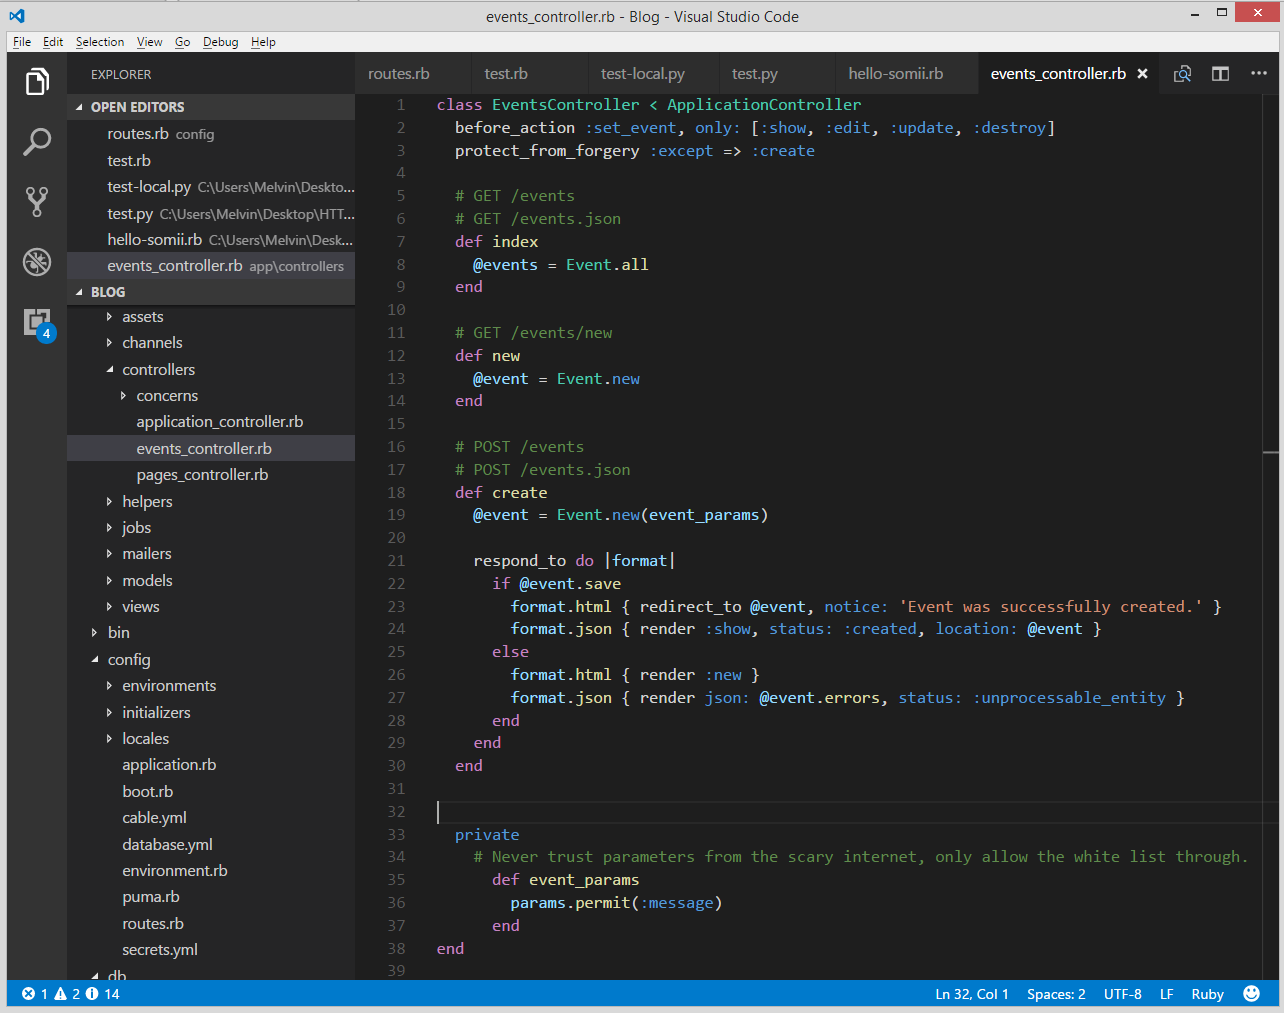 events_controller.rb - Blog - Visual Studio Code
File Edit Selection View Go Debug Help
EXPLORER
routes.rb test.rb test-local.py test.py hello-somii.rb events_controller.rb
OPEN EDITORS
routes.rb config
test.rb
test-local.py C:\Users\Melvin\Deskto...
test.py C:\Users\Melvin\Desktop\HTT...
hello-somii.rb C:\Users\Melvin\Desk...
events_controller.rb app\controllers
BLOG
assets
channels
controllers
concerns
application_controller.rb
events_controller.rb
pages_controller.rb
helpers
jobs
mailers
models
views
bin
config
environments
initializers
locales
application.rb
boot.rb
cable.yml
database.yml
environment.rb
puma.rb
routes.rb
secrets.yml
db
4
1 class EventsController < ApplicationController
2   before_action :set_event, only: [:show, :edit, :update, :destroy]
3   protect_from_forgery :except => :create
4
5   # GET /events
6   # GET /events.json
7   def index
8     @events = Event.all
9   end
10
11   # GET /events/new
12   def new
13     @event = Event.new
14   end
15
16   # POST /events
17   # POST /events.json
18   def create
19     @event = Event.new(event_params)
20
21     respond_to do |format|
22       if @event.save
23         format.html { redirect_to @event, notice: 'Event was successfully created.' }
24         format.json { render :show, status: :created, location: @event }
25       else
26         format.html { render :new }
27         format.json { render json: @event.errors, status: :unprocessable_entity }
28       end
29     end
30   end
31
32
33   private
34     # Never trust parameters from the scary internet, only allow the white list through.
35       def event_params
36         params.permit(:message)
37       end
38 end
39
1 2 14 Ln 32, Col 1 Spaces: 2 UTF-8 LF Ruby